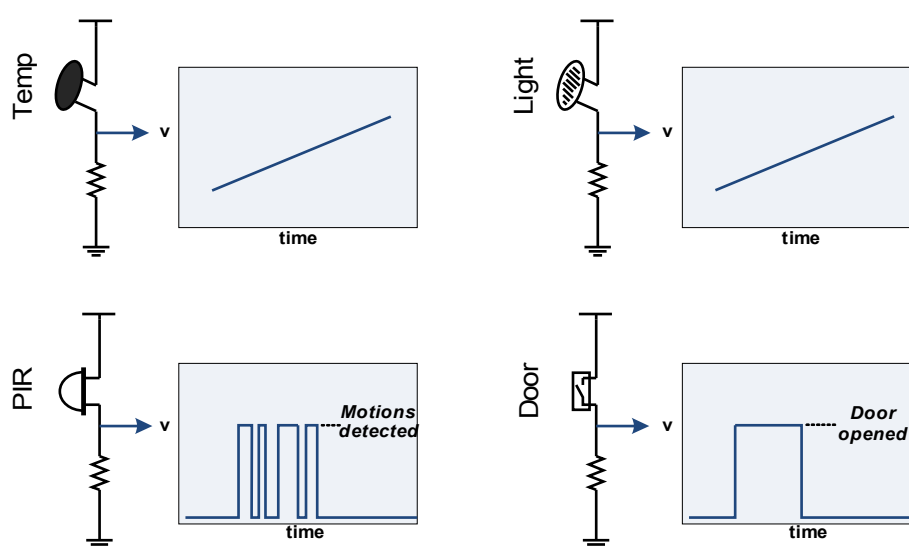 Temp
v
time
Light
v
time
PIR
v
Motions
detected
time
Door
v
Door
opened
time